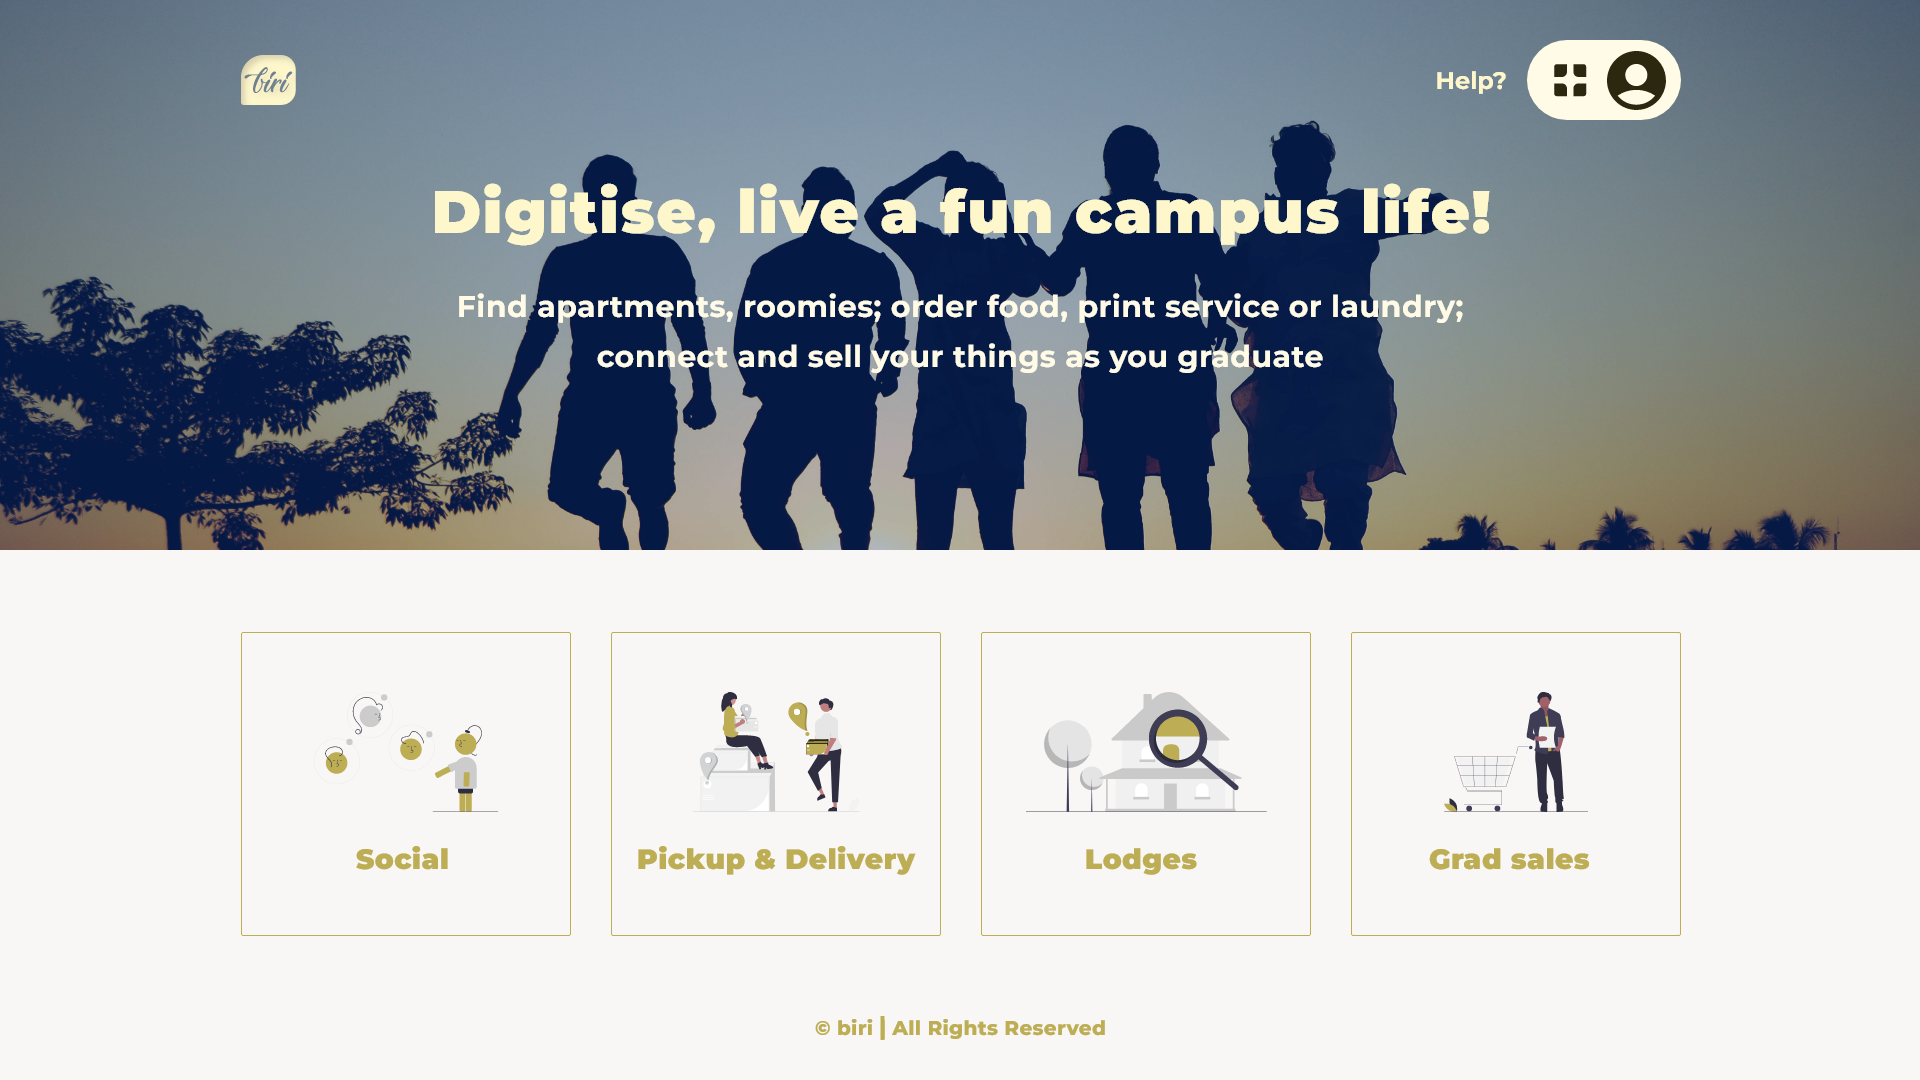 biri
Help?
Digitise, live a fun campus life!
Find apartments, roomies; order food, print service or laundry;
connect and sell your things as you graduate
Social
Pickup & Delivery
Lodges
Grad sales
© biri | All Rights Reserved